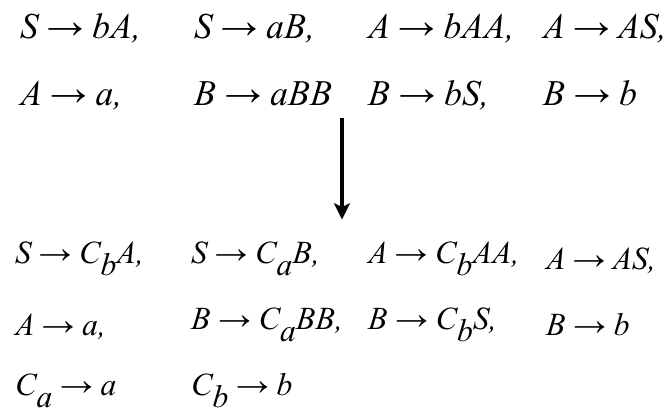 S → bA, S → aB, A → bAA, A → AS,
A → a, B → aBB B → bS, B → b
S → C_bA, S → C_aB, A → C_bAA, A → AS,
A → a, B → C_aBB, B → C_bS, B → b
C_a → a C_b → b